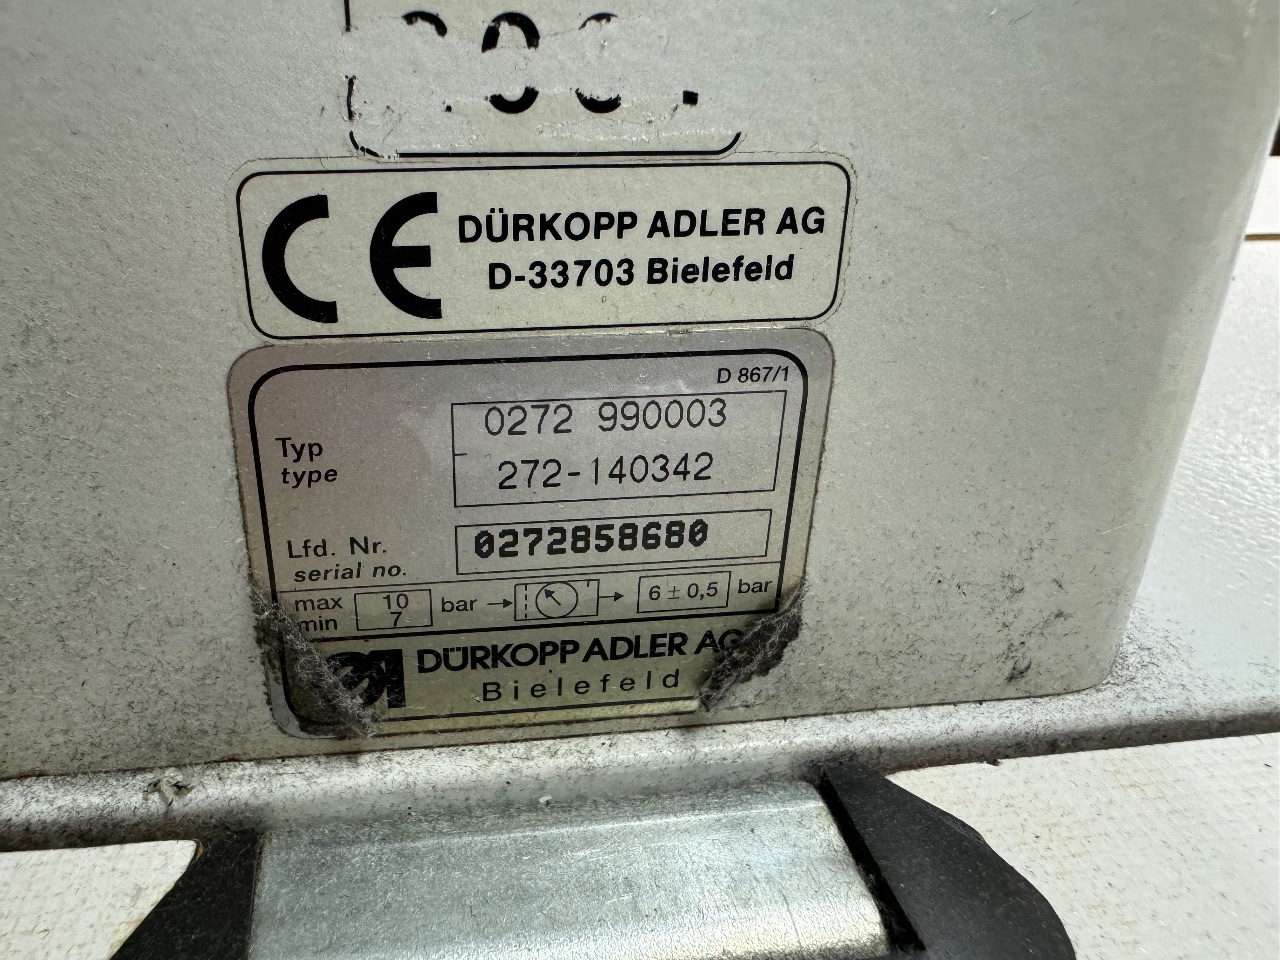 CE DÜRKOPP ADLER AG
D-33703 Bielefeld
D 867/1
Typ
type
0272 990003
272-140342
Lfd. Nr.
serial no.
0272858680
max 10 bar
min 7
6 ± 0,5 bar
DÜRKOPP ADLER AG
Bielefeld